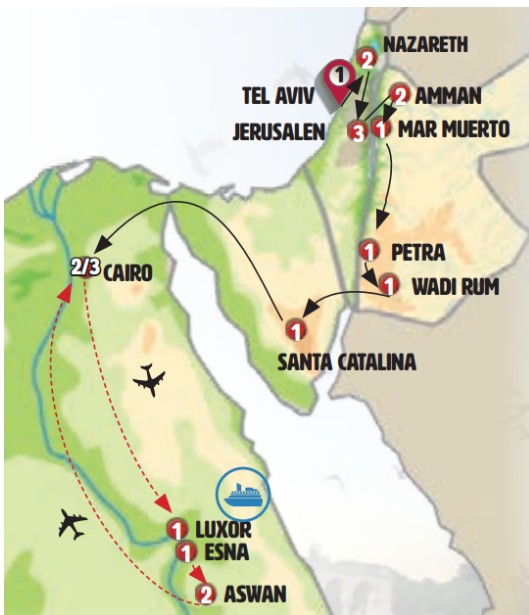 NAZARETH
2
1
TEL AVIV
2 AMMAN
JERUSALEN 3
1 MAR MUERTO
1 PETRA
1 WADI RUM
2/3 CAIRO
1
SANTA CATALINA
1 LUXOR
1 ESNA
2 ASWAN